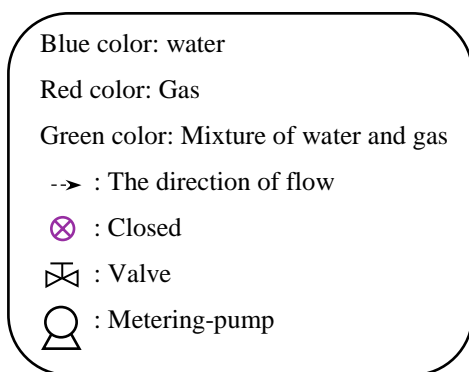 Blue color: water
Red color: Gas
Green color: Mixture of water and gas
: The direction of flow
: Closed
: Valve
: Metering-pump